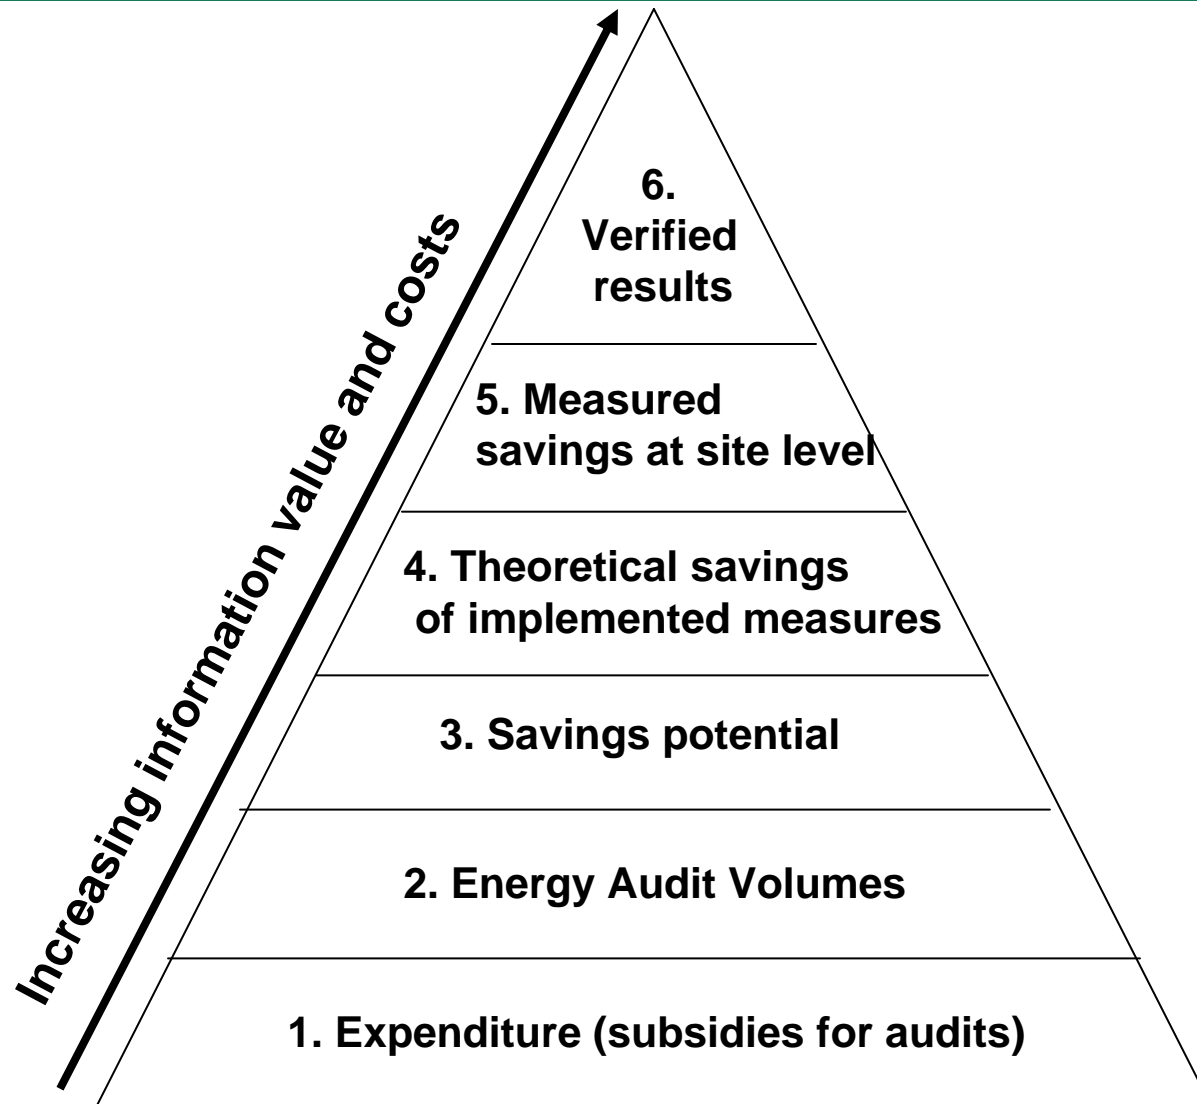 Increasing information value and costs
6.
Verified
results
5. Measured
savings at site level
4. Theoretical savings
of implemented measures
3. Savings potential
2. Energy Audit Volumes
1. Expenditure (subsidies for audits)